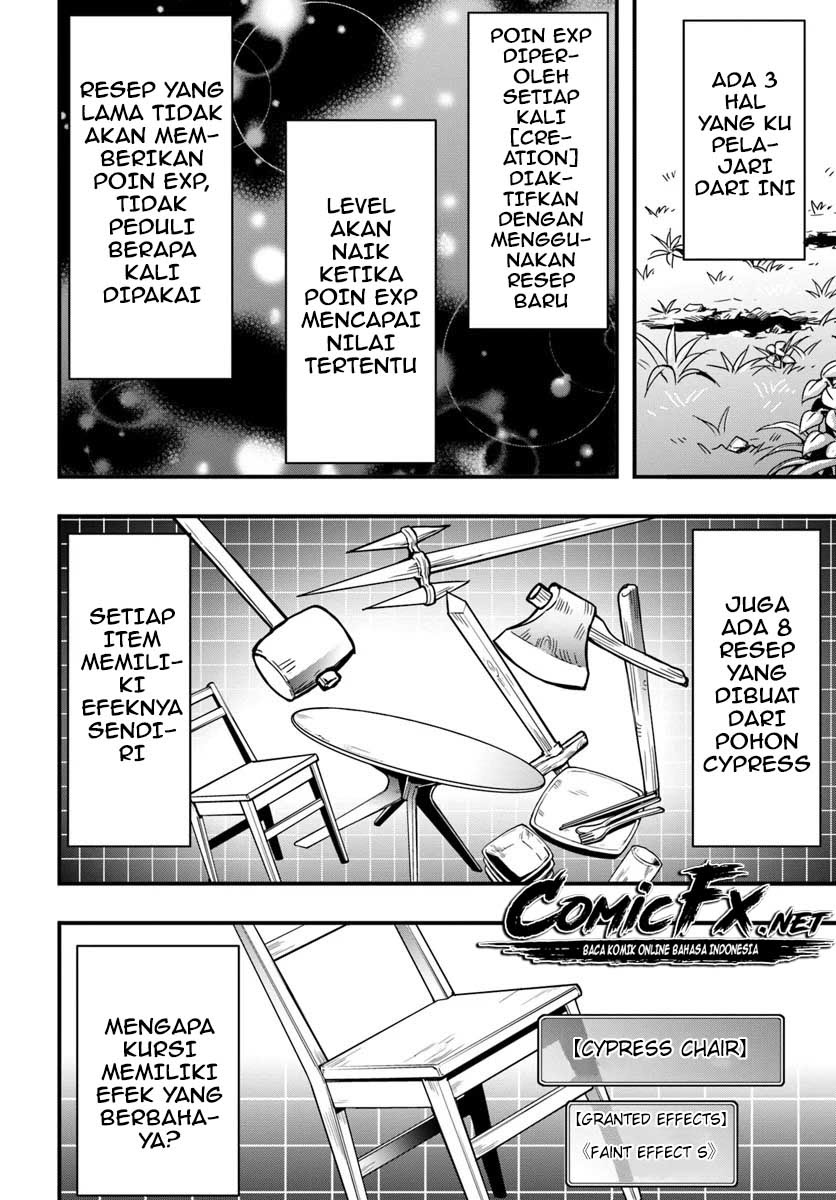 ADA 3
HAL
YANG KU
PELA-
JARI
DARI INI
POIN EXP
DIPER-
OLEH
SETIAP
KALI
[CRE-
ATION]
DIAK-
TIFKAN
DENGAN
MENGGU-
NAKAN
RESEP
BARU
LEVEL
AKAN
NAIK
KETIKA
POIN EXP
MENCAPAI
NILAI
TERTENTU
RESEP YANG
LAMA TIDAK
AKAN MEM-
BERIKAN
POIN EXP,
TIDAK
PEDULI
BERAPA
KALI
DIPAKAI
JUGA
ADA 8
RESEP
YANG
DIBUAT
DARI
POHON
CYPRESS
SETIAP
ITEM
MEMILI-
KI
EFEKNYA
SENDI-
RI
COMICFX.NET
BACA KOMIK ONLINE BAHASA INDONESIA
【CYPRESS CHAIR】
【GRANTED EFFECTS】
《FAINT EFFECT S》
MENGAPA
KURSI
MEMILIKI
EFEK YANG
BERBAHA-
YA?